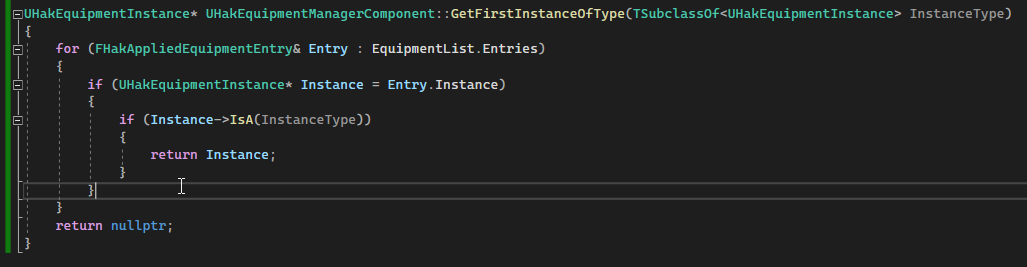 UHakEquipmentInstance* UHakEquipmentManagerComponent::GetFirstInstanceOfType(TSubclassOf<UHakEquipmentInstance> InstanceType)
{
    for (FHakAppliedEquipmentEntry& Entry : EquipmentList.Entries)
    {
        if (UHakEquipmentInstance* Instance = Entry.Instance)
        {
            if (Instance->IsA(InstanceType))
            {
                return Instance;
            }
        }
    }
    return nullptr;
}